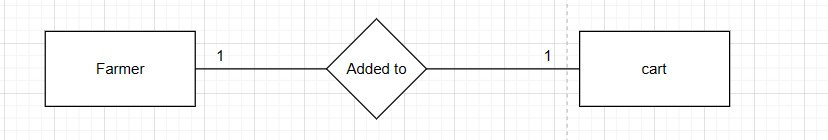 Farmer
1
Added to
1
cart